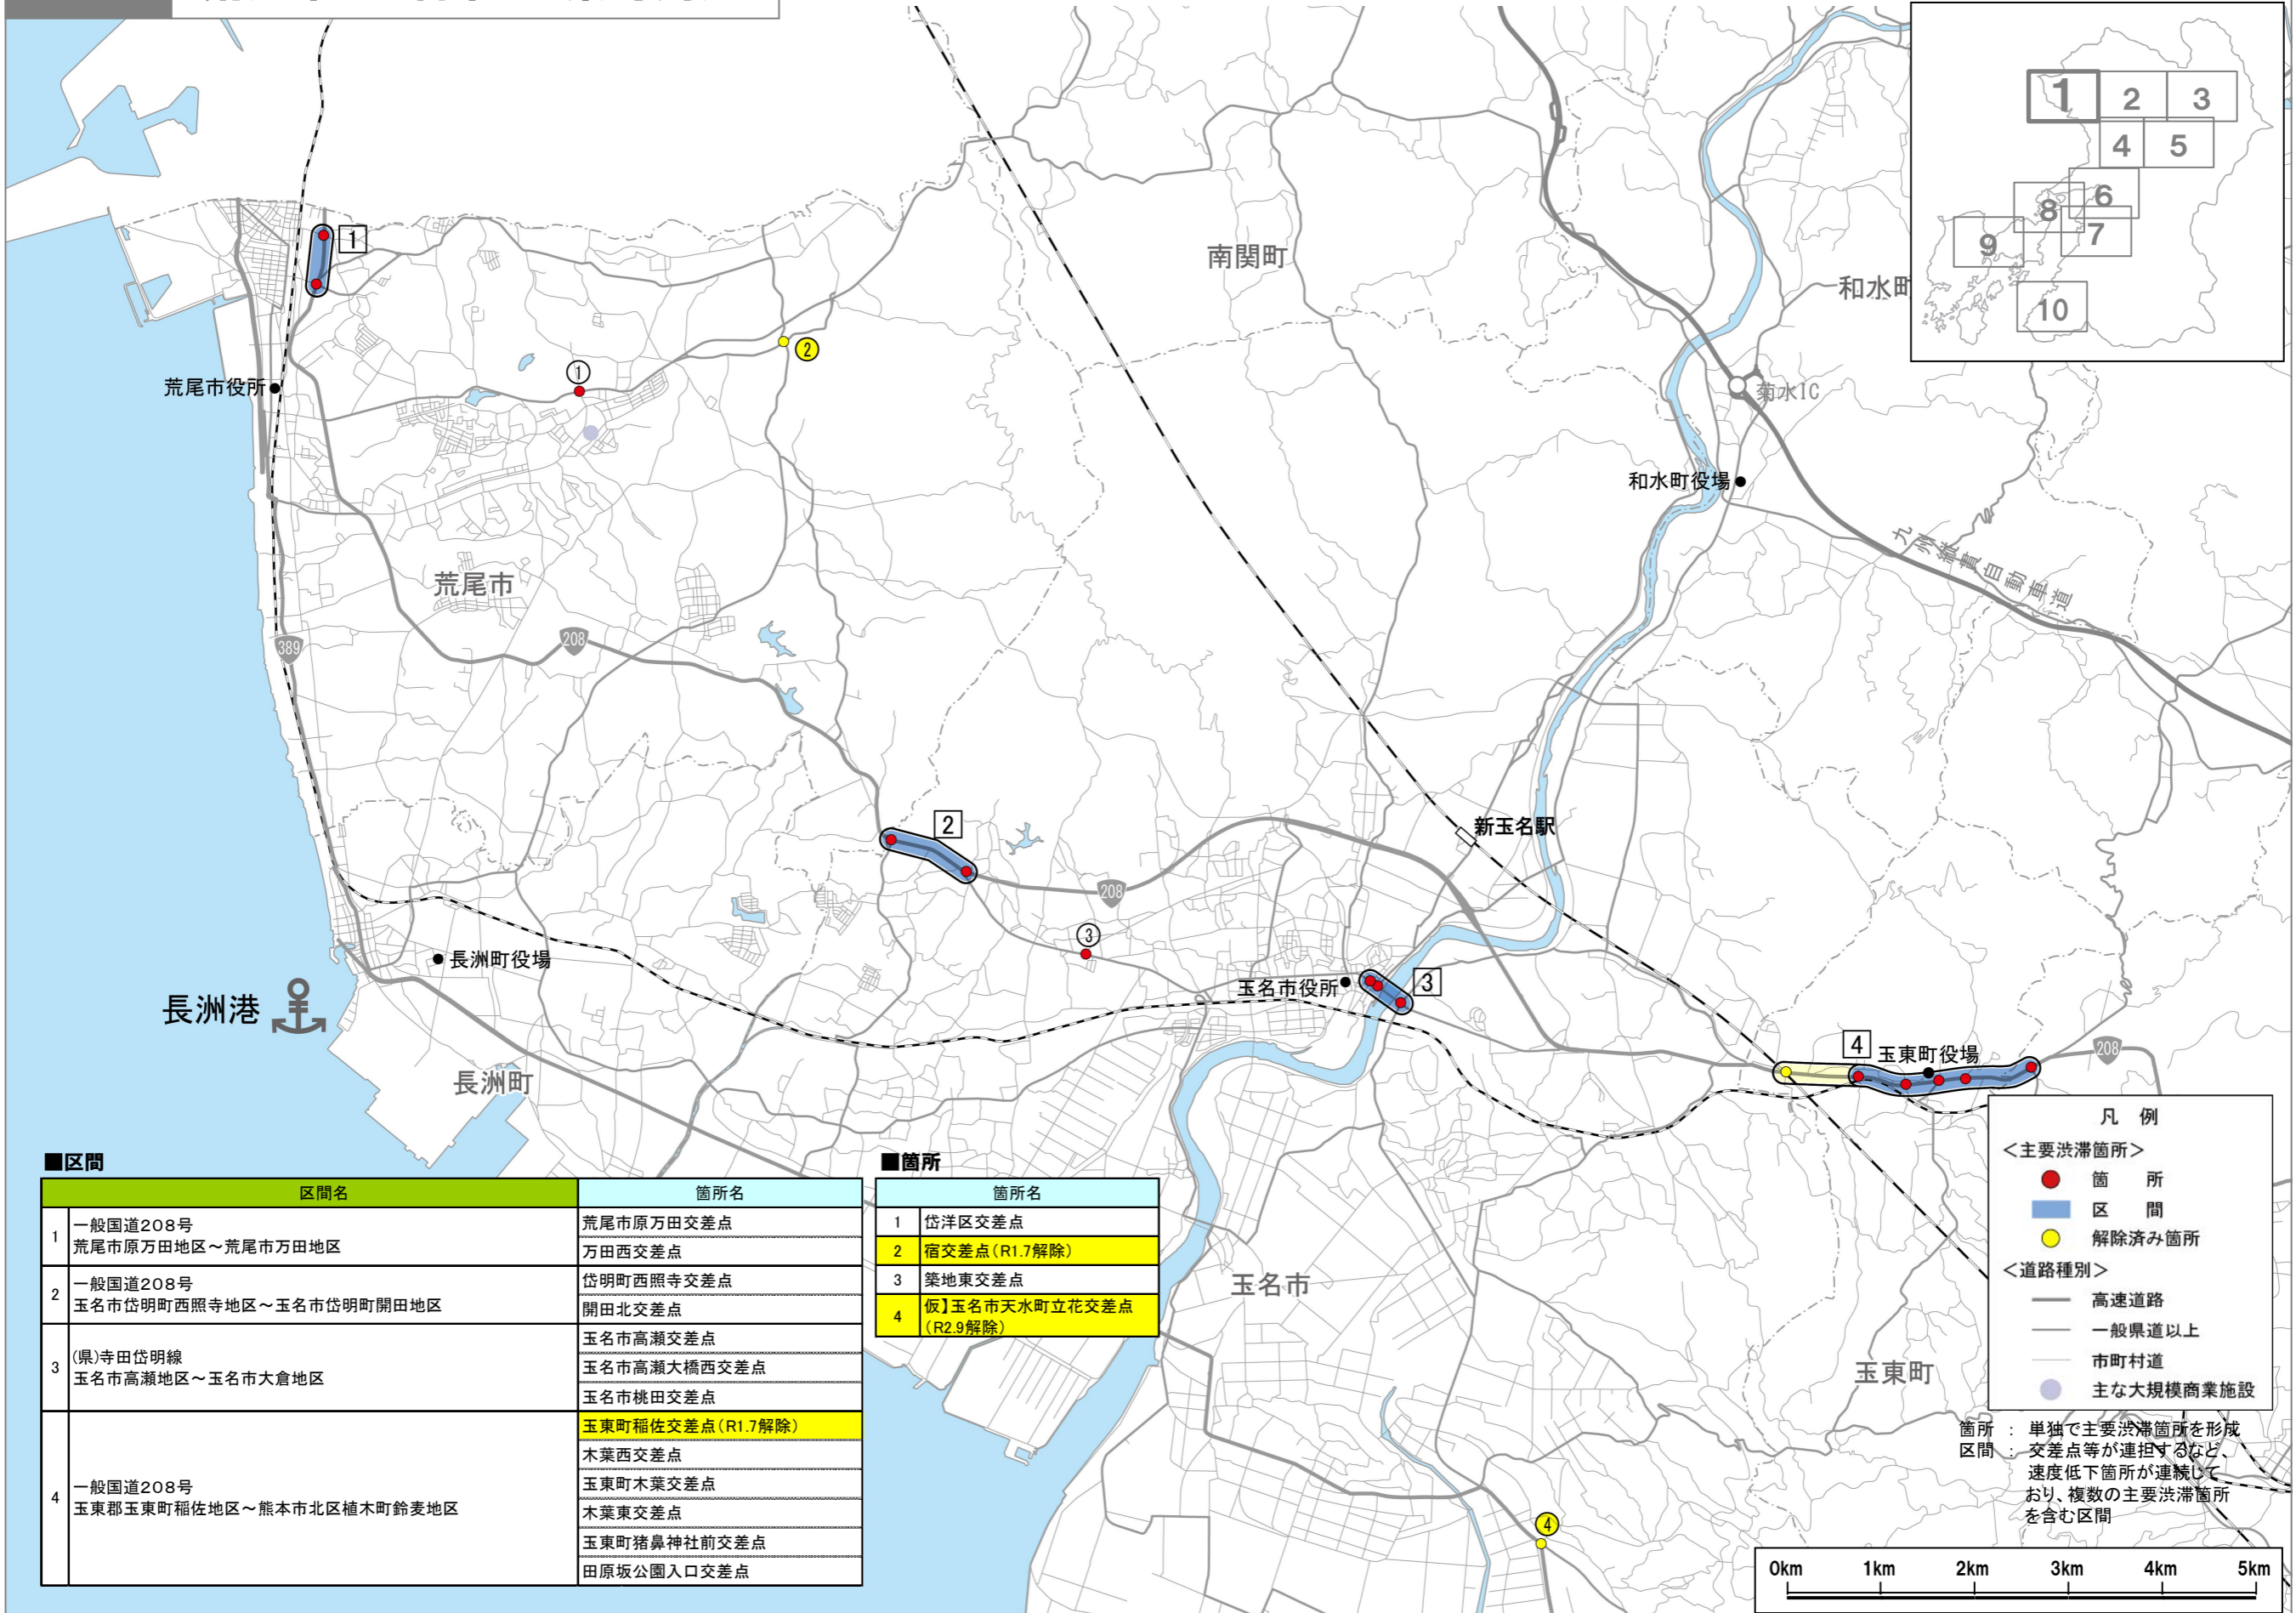 1
2
3
4
5
6
7
8
9
10
1
2
①
南関町
和水町
荒尾市役所
菊水IC
和水町役場
九州縦貫自動車道
荒尾市
208
389
新玉名駅
2
208
③
長洲町役場
玉名市役所
3
長洲港
長洲町
4
玉東町役場
208
玉名市
玉東町
4
■区間
区間名 箇所名
1 一般国道208号
荒尾市原万田地区～荒尾市万田地区
荒尾市原万田交差点
万田西交差点
2 一般国道208号
玉名市岱明町西照寺地区～玉名市岱明町開田地区
岱明町西照寺交差点
開田北交差点
3 (県)寺田岱明線
玉名市高瀬地区～玉名市大倉地区
玉名市高瀬交差点
玉名市高瀬大橋西交差点
玉名市桃田交差点
4 一般国道208号
玉東郡玉東町稲佐地区～熊本市北区植木町鈴麦地区
玉東町稲佐交差点(R1.7解除)
木葉西交差点
玉東町木葉交差点
木葉東交差点
玉東町猪鼻神社前交差点
田原坂公園入口交差点
■箇所
箇所名
1 岱洋区交差点
2 宿交差点(R1.7解除)
3 築地東交差点
4 仮】玉名市天水町立花交差点
(R2.9解除)
凡　例
＜主要渋滞箇所＞
箇　所
区　間
解除済み箇所
＜道路種別＞
高速道路
一般県道以上
市町村道
主な大規模商業施設
箇所 ： 単独で主要渋滞箇所を形成
区間 ： 交差点等が連担するなど、
速度低下箇所が連続して
おり、複数の主要渋滞箇所
を含む区間
0km 1km 2km 3km 4km 5km